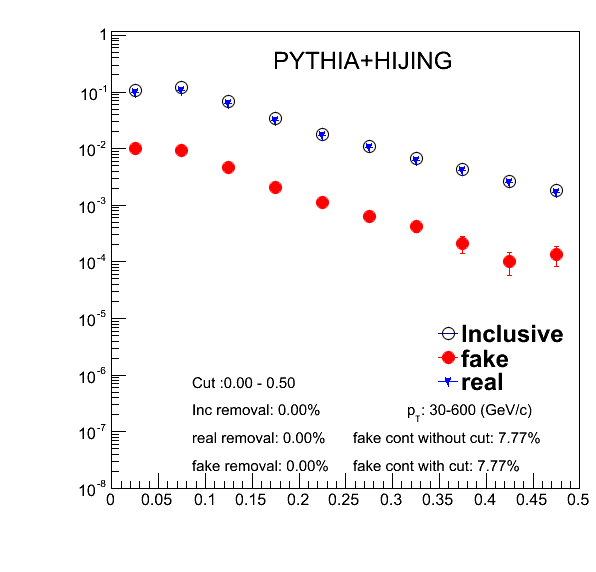 PYTHIA+HIJING
1
10-1
10-2
10-3
10-4
10-5
10-6
10-7
10-8
Inclusive
fake
real
Cut :0.00 - 0.50
Inc removal: 0.00% pT: 30-600 (GeV/c)
real removal: 0.00% fake cont without cut: 7.77%
fake removal: 0.00% fake cont with cut: 7.77%
0 0.05 0.1 0.15 0.2 0.25 0.3 0.35 0.4 0.45 0.5